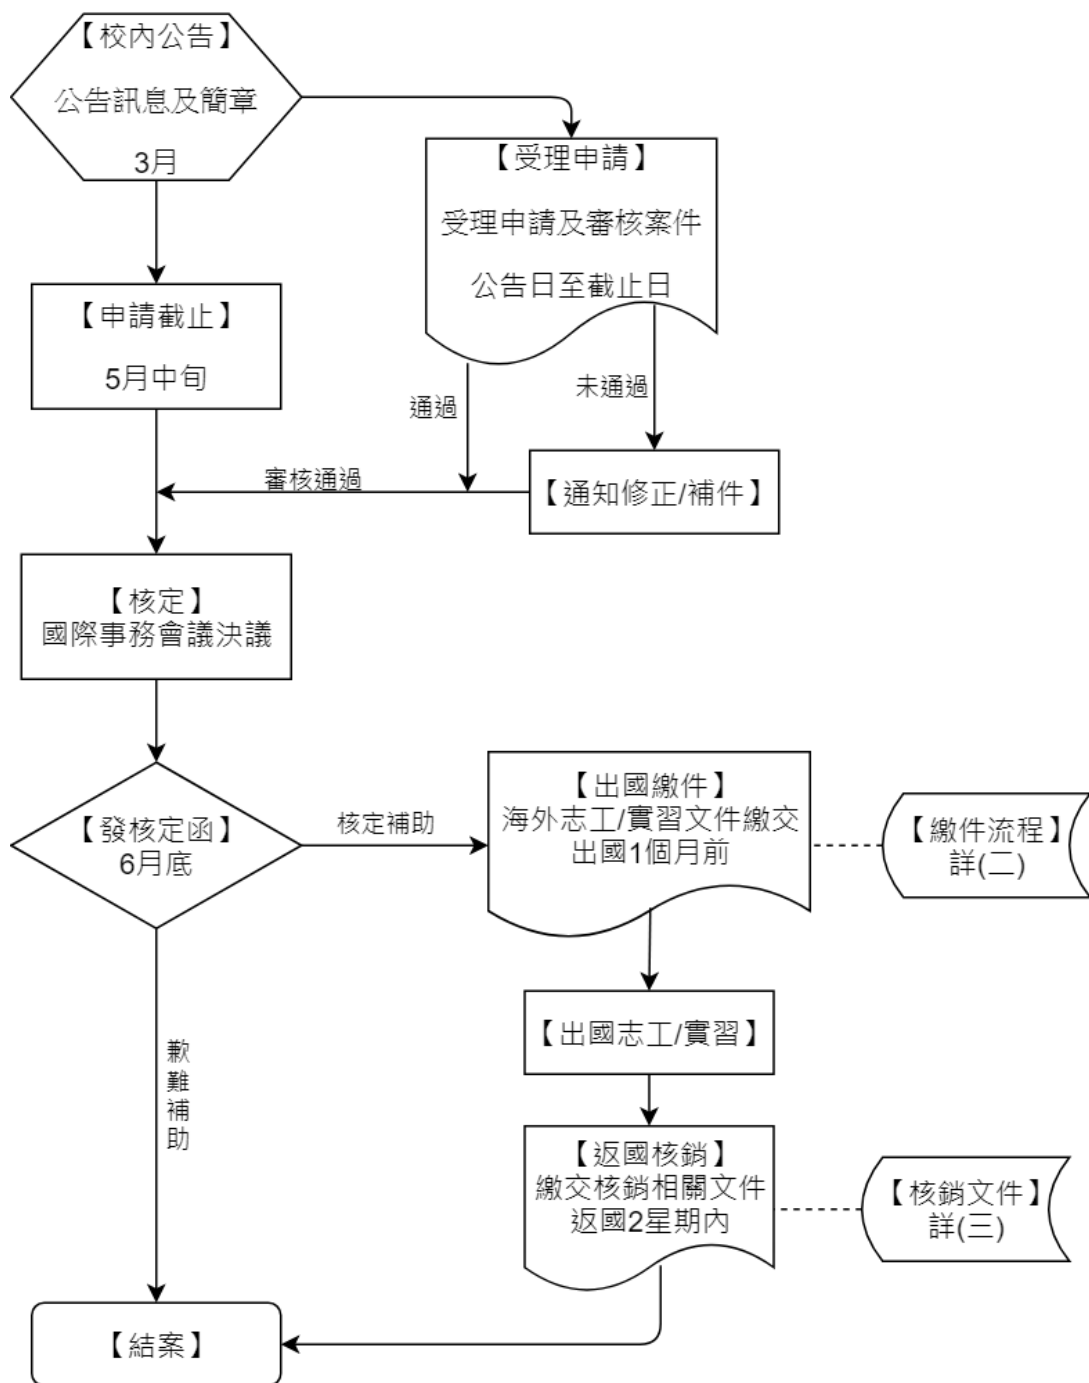 【校內公告】
公告訊息及簡章
3月
【受理申請】
受理申請及審核案件
公告日至截止日
【申請截止】
5月中旬
通過
未通過
審核通過
【通知修正/補件】
【核定】
國際事務會議決議
【發核定函】
6月底
核定補助
【出國繳件】
海外志工/實習文件繳交
出國1個月前
【繳件流程】
詳(二)
【出國志工/實習】
歉難補助
【返國核銷】
繳交核銷相關文件
返國2星期內
【核銷文件】
詳(三)
【結案】